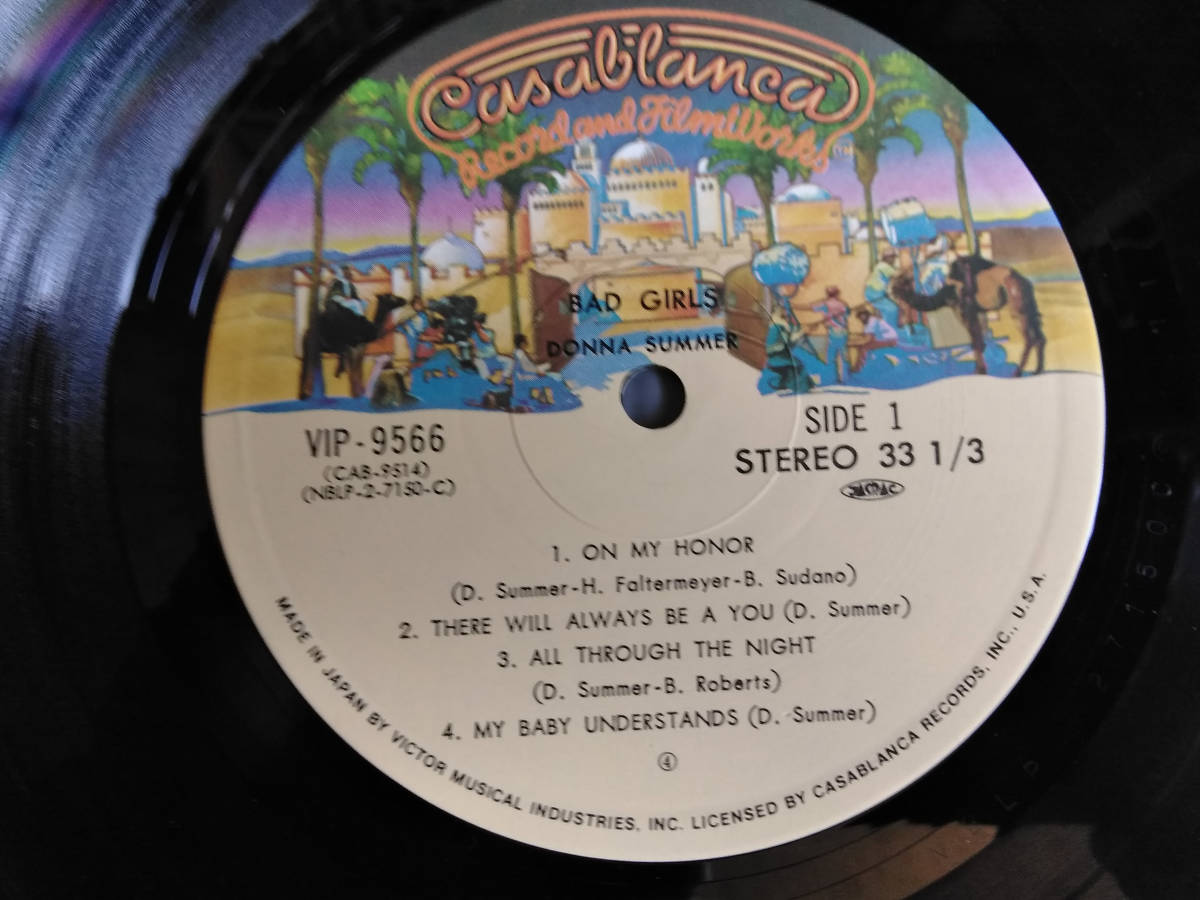 Casablanca
Record and FilmWorks
BAD GIRLS
DONNA SUMMER
VIP-9566
(CAB-9514)
(NBLP-2-7150-C)
SIDE 1
STEREO 33 1/3
1. ON MY HONOR
(D. Summer-H. Faltermeyer-B. Sudano)
2. THERE WILL ALWAYS BE A YOU (D. Summer)
3. ALL THROUGH THE NIGHT
(D. Summer-B. Roberts)
4. MY BABY UNDERSTANDS (D. Summer)
④
MADE IN JAPAN BY VICTOR MUSICAL INDUSTRIES, INC. LICENSED BY CASABLANCA RECORDS, INC., U.S.A.